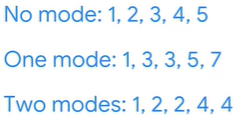 No mode: 1, 2, 3, 4, 5
One mode: 1, 3, 3, 5, 7
Two modes: 1, 2, 2, 4, 4